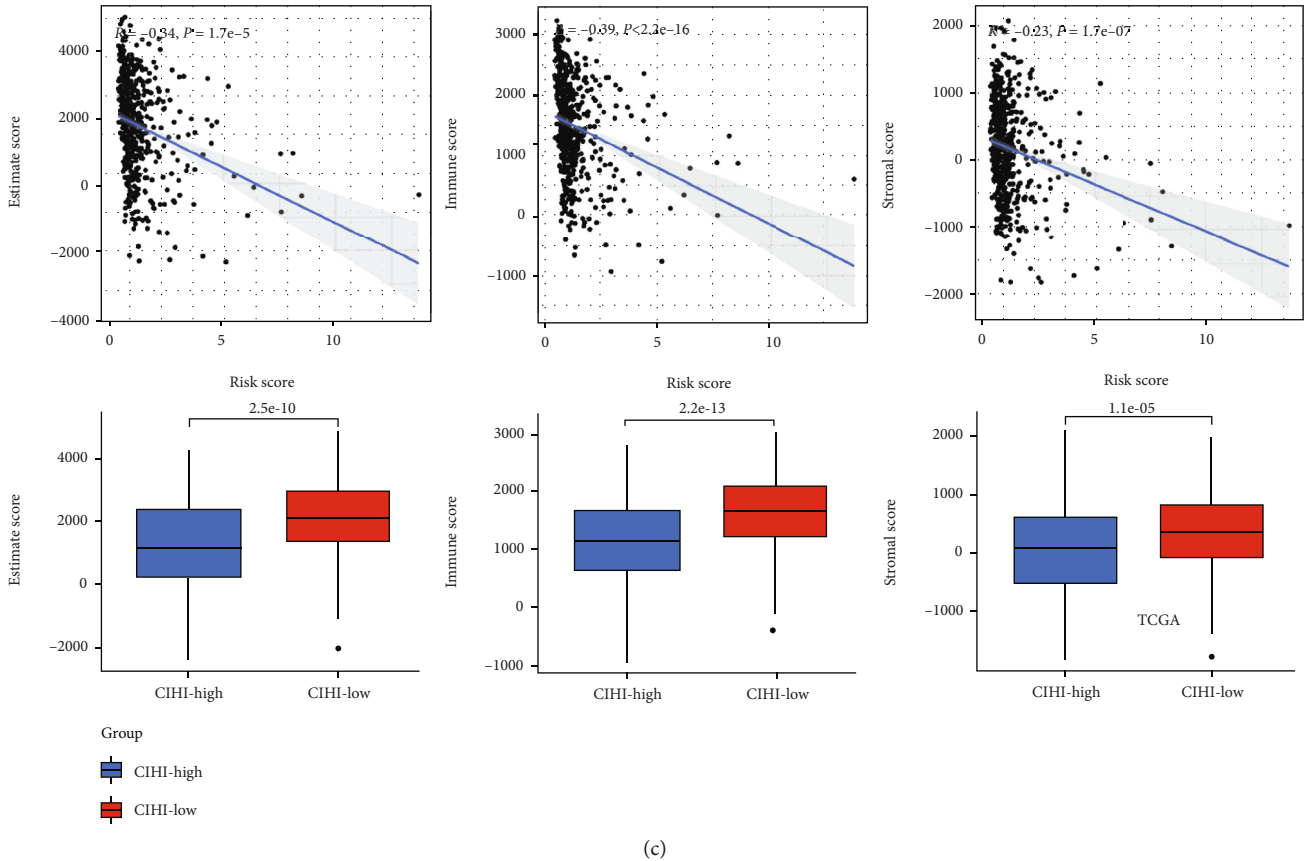 R = –0.34, P = 1.7e–5
Estimate score
4000
2000
0
–2000
–4000
0
5
10
Risk score
= –0.39, P<2.2e–16
Immune score
3000
2000
1000
0
–1000
0
5
10
Risk score
R = –0.23, P = 1.7e–07
Stromal score
2000
1000
0
–1000
–2000
0
5
10
Risk score
2.5e-10
Estimate score
4000
2000
0
–2000
CIHI-high
CIHI-low
2.2e-13
Immune score
3000
2000
1000
0
–1000
CIHI-high
CIHI-low
1.1e-05
Stromal score
2000
1000
0
–1000
TCGA
CIHI-high
CIHI-low
Group
CIHI-high
CIHI-low
(c)